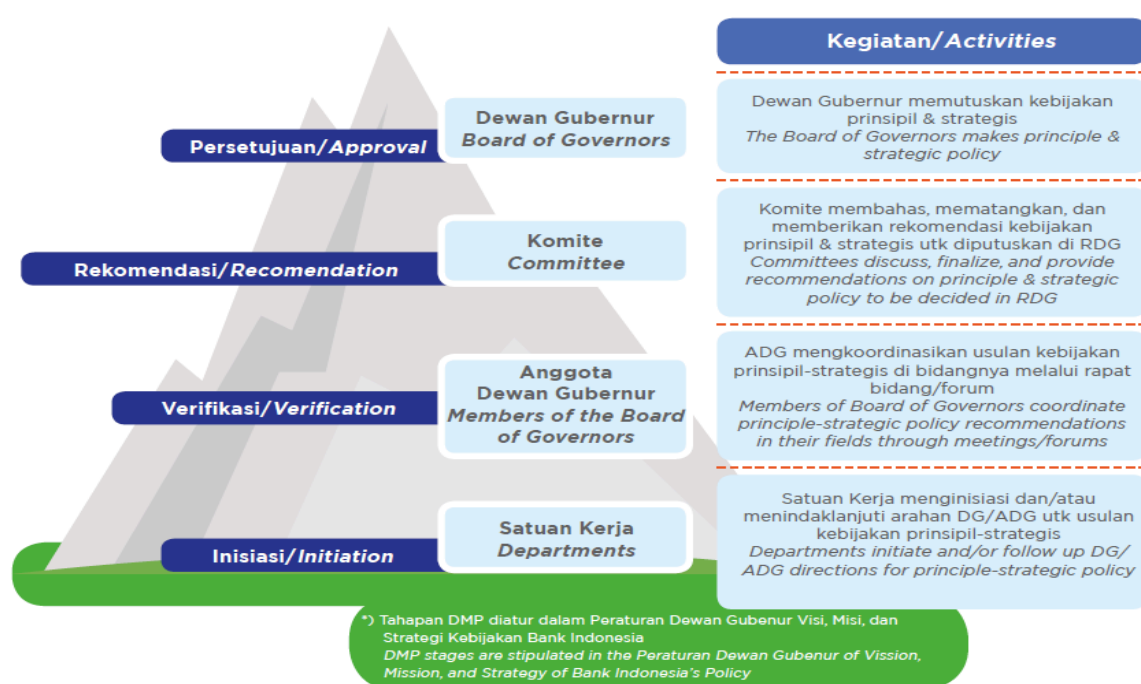 Kegiatan/Activities
Persetujuan/Approval
Dewan Gubernur
Board of Governors
Dewan Gubernur memutuskan kebijakan
prinsipil & strategis
The Board of Governors makes principle &
strategic policy
Rekomendasi/Recomendation
Komite
Committee
Komite membahas, mematangkan, dan
memberikan rekomendasi kebijakan
prinsipil & strategis utk diputuskan di RDG
Committees discuss, finalize, and provide
recommendations on principle & strategic
policy to be decided in RDG
Verifikasi/Verification
Anggota
Dewan Gubernur
Members of the Board
of Governors
ADG mengkoordinasikan usulan kebijakan
prinsipil-strategis di bidangnya melalui rapat
bidang/forum
Members of Board of Governors coordinate
principle-strategic policy recommendations
in their fields through meetings/forums
Inisiasi/Initiation
Satuan Kerja
Departments
Satuan Kerja menginisiasi dan/atau
menindaklanjuti arahan DG/ADG utk usulan
kebijakan prinsipil-strategis
Departments initiate and/or follow up DG/
ADG directions for principle-strategic policy
*) Tahapan DMP diatur dalam Peraturan Dewan Gubenur Visi, Misi, dan
Strategi Kebijakan Bank Indonesia
DMP stages are stipulated in the Peraturan Dewan Gubenur of Vission,
Mission, and Strategy of Bank Indonesia's Policy